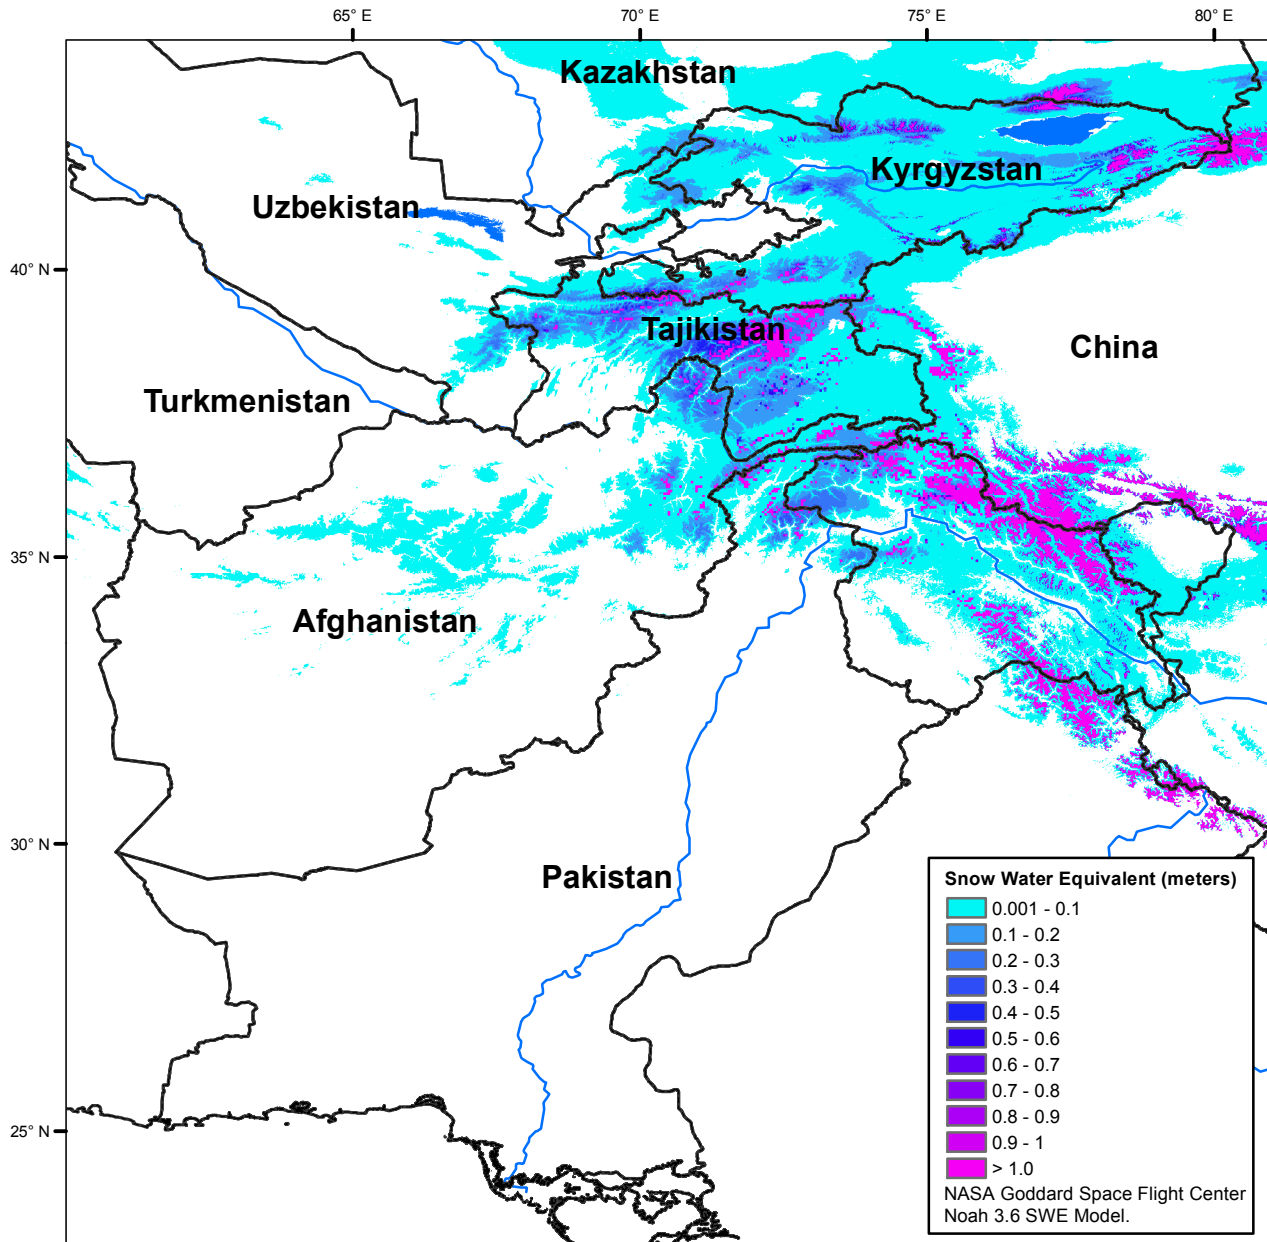 65° E
70° E
75° E
80° E
Kazakhstan
Kyrgyzstan
Uzbekistan
40° N
Tajikistan
China
Turkmenistan
35° N
Afghanistan
30° N
Pakistan
25° N
Snow Water Equivalent (meters)
0.001 - 0.1
0.1 - 0.2
0.2 - 0.3
0.3 - 0.4
0.4 - 0.5
0.5 - 0.6
0.6 - 0.7
0.7 - 0.8
0.8 - 0.9
0.9 - 1
> 1.0
NASA Goddard Space Flight Center
Noah 3.6 SWE Model.